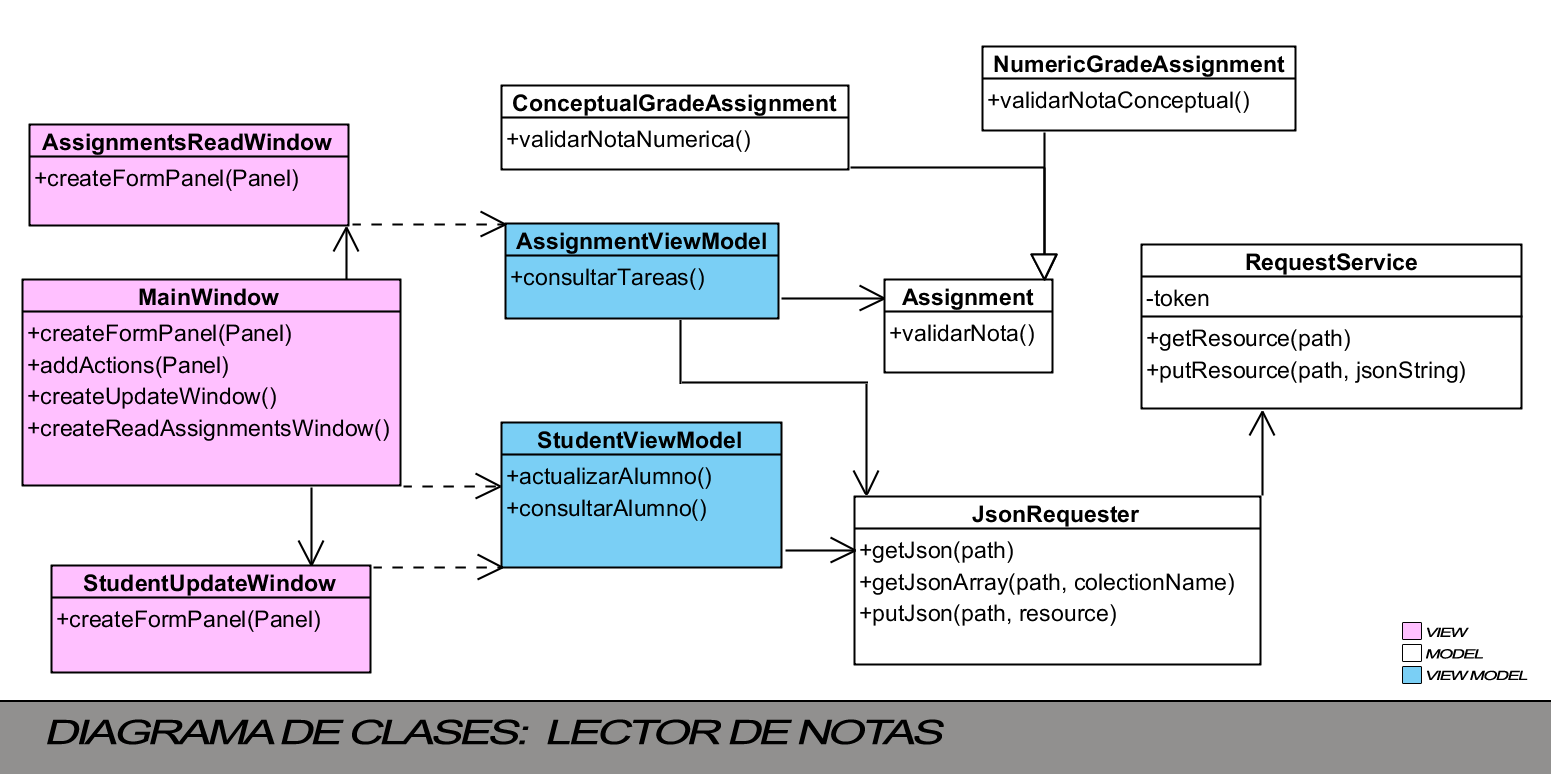 NumericGradeAssignment
+validarNotaConceptual()
ConceptualGradeAssignment
+validarNotaNumerica()
AssignmentsReadWindow
+createFormPanel(Panel)
AssignmentViewModel
+consultarTareas()
RequestService
-token
+getResource(path)
+putResource(path, jsonString)
MainWindow
+createFormPanel(Panel)
+addActions(Panel)
+createUpdateWindow()
+createReadAssignmentsWindow()
Assignment
+validarNota()
StudentViewModel
+actualizarAlumno()
+consultarAlumno()
JsonRequester
+getJson(path)
+getJsonArray(path, colectionName)
+putJson(path, resource)
StudentUpdateWindow
+createFormPanel(Panel)
VIEW
MODEL
VIEW MODEL
DIAGRAMA DE CLASES: LECTOR DE NOTAS